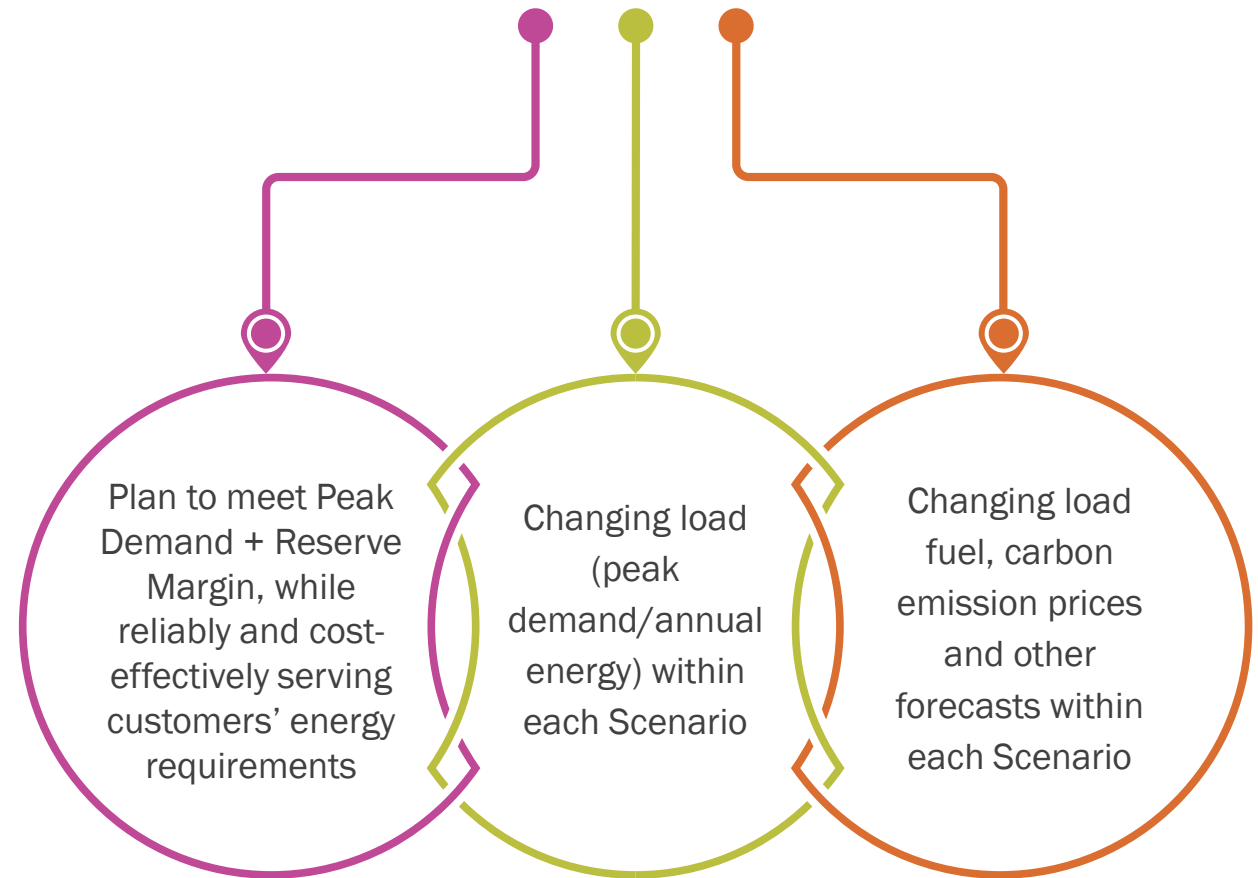 Plan to meet Peak
Demand + Reserve
Margin, while
reliably and cost-
effectively serving
customers’ energy
requirements
Changing load
(peak
demand/annual
energy) within
each Scenario
Changing load
fuel, carbon
emission prices
and other
forecasts within
each Scenario